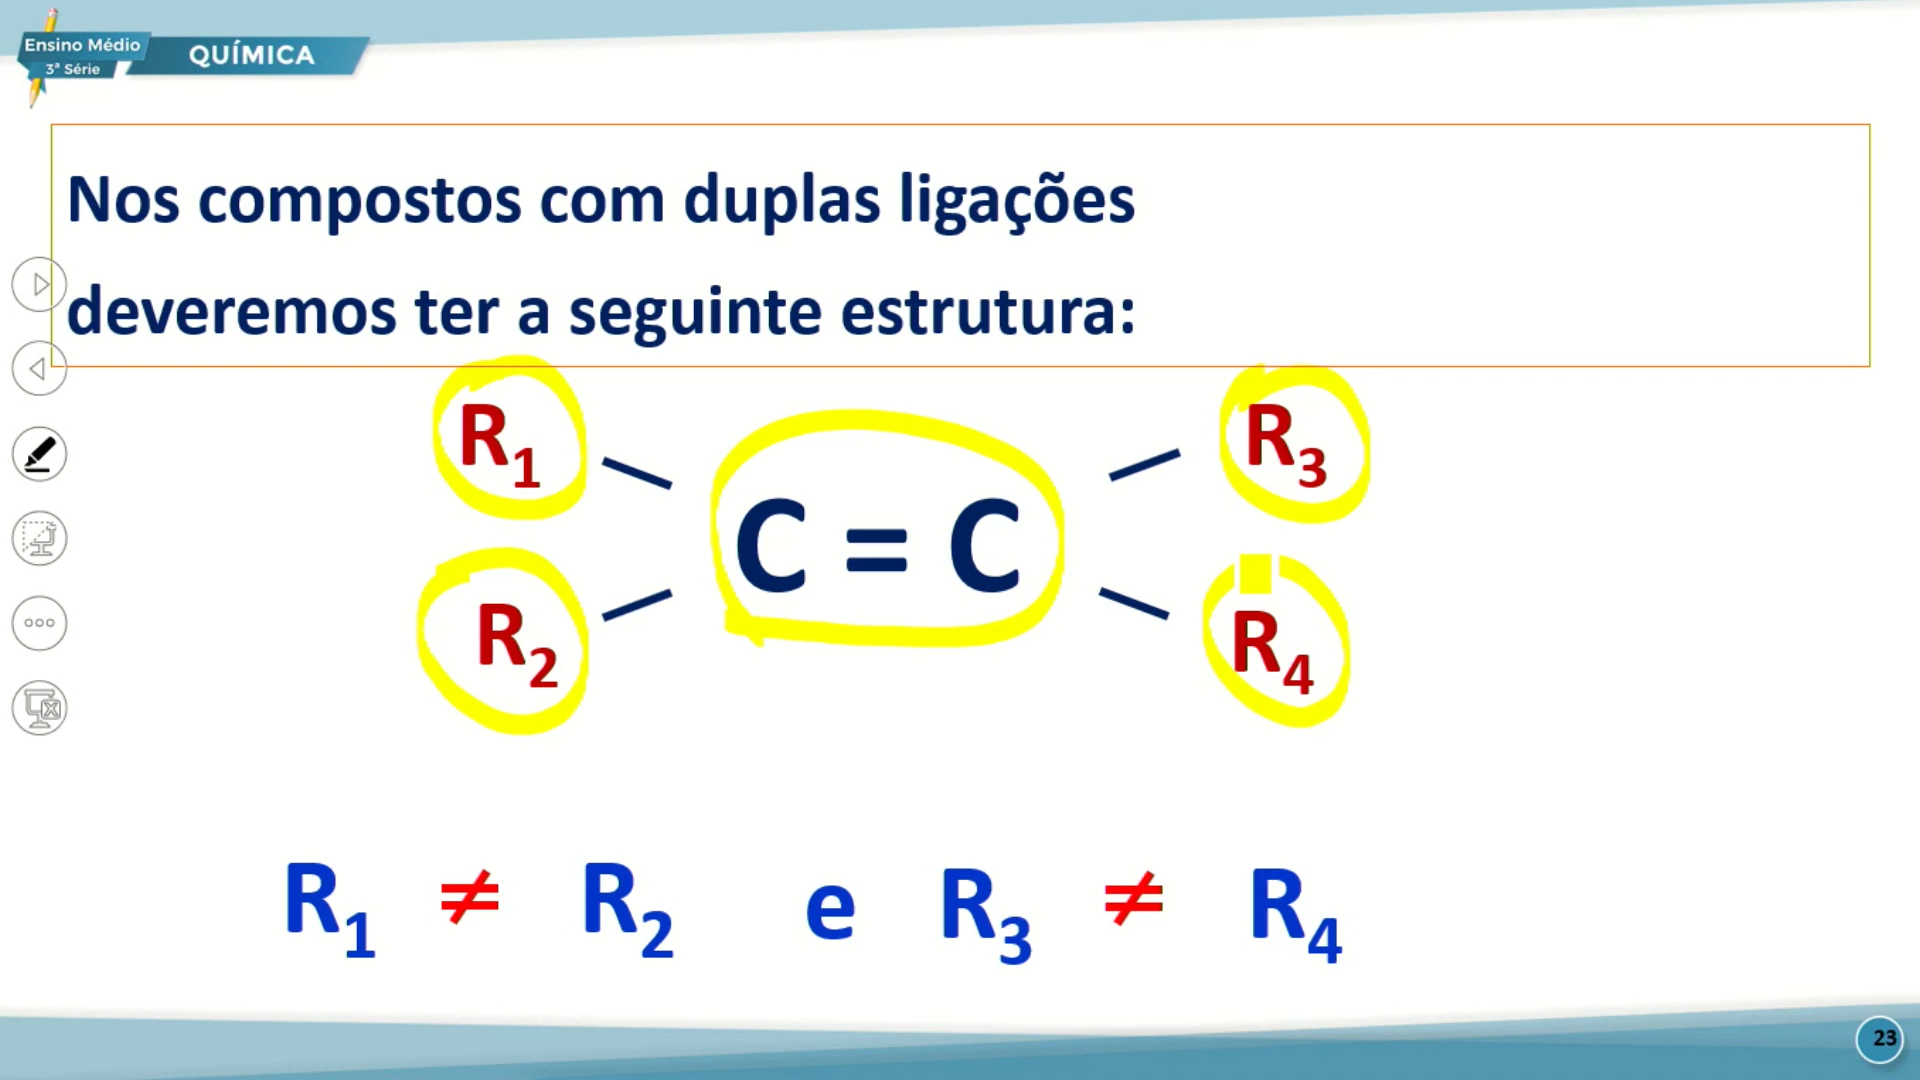 Ensino Médio
3ª Série
QUÍMICA
Nos compostos com duplas ligações
deveremos ter a seguinte estrutura:
R₁ R₃
C = C
R₂ R₄
R₁ ≠ R₂ e R₃ ≠ R₄
23